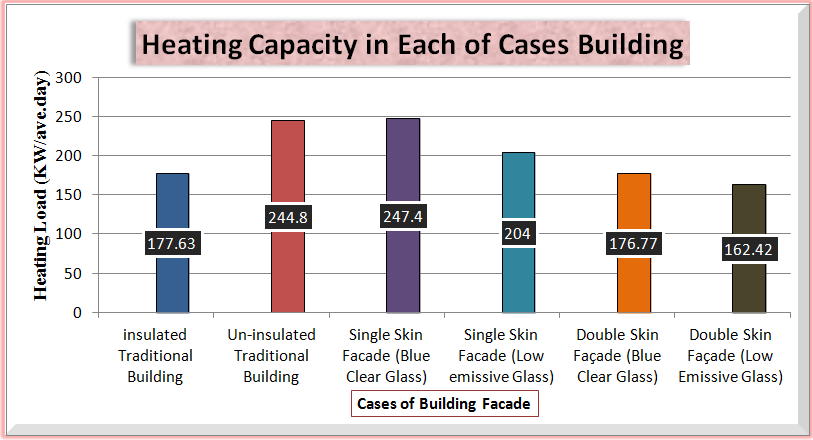 Heating Capacity in Each of Cases Building
Heating Load (KW/ave.day)
300
250
200
150
100
50
0
177.63
244.8
247.4
204
176.77
162.42
insulated
Traditional
Building
Un-insulated
Traditional
Building
Single Skin
Facade (Blue
Clear Glass)
Single Skin
Facade (Low
emissive Glass)
Double Skin
Façade (Blue
Clear Glass)
Double Skin
Façade (Low
Emissive Glass)
Cases of Building Facade